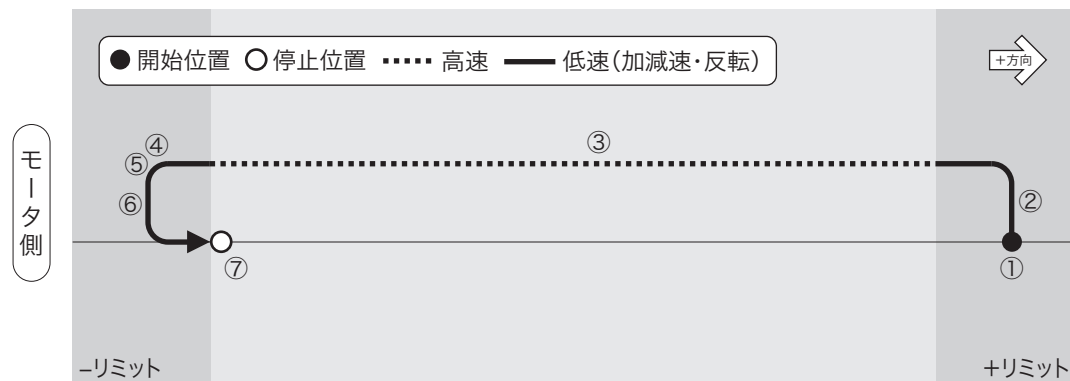 ●開始位置 ○停止位置 高速 低速(加減速・反転)
+方向
③
④
⑤
⑥
②
モータ側
⑦
①
−リミット
+リミット